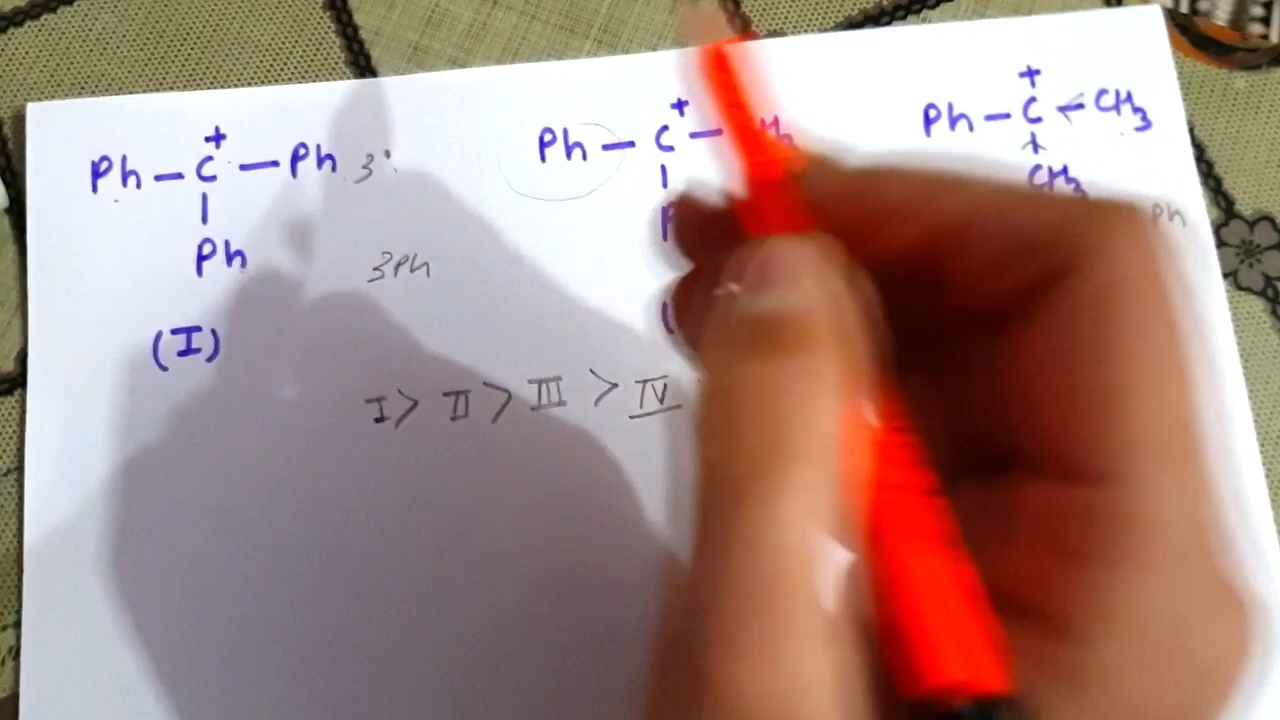 + + +
Ph – C – Ph 3° Ph – C – Ph – C ← CH3
CH3
Ph Ph
3Ph
(I)
I > II > III > IV